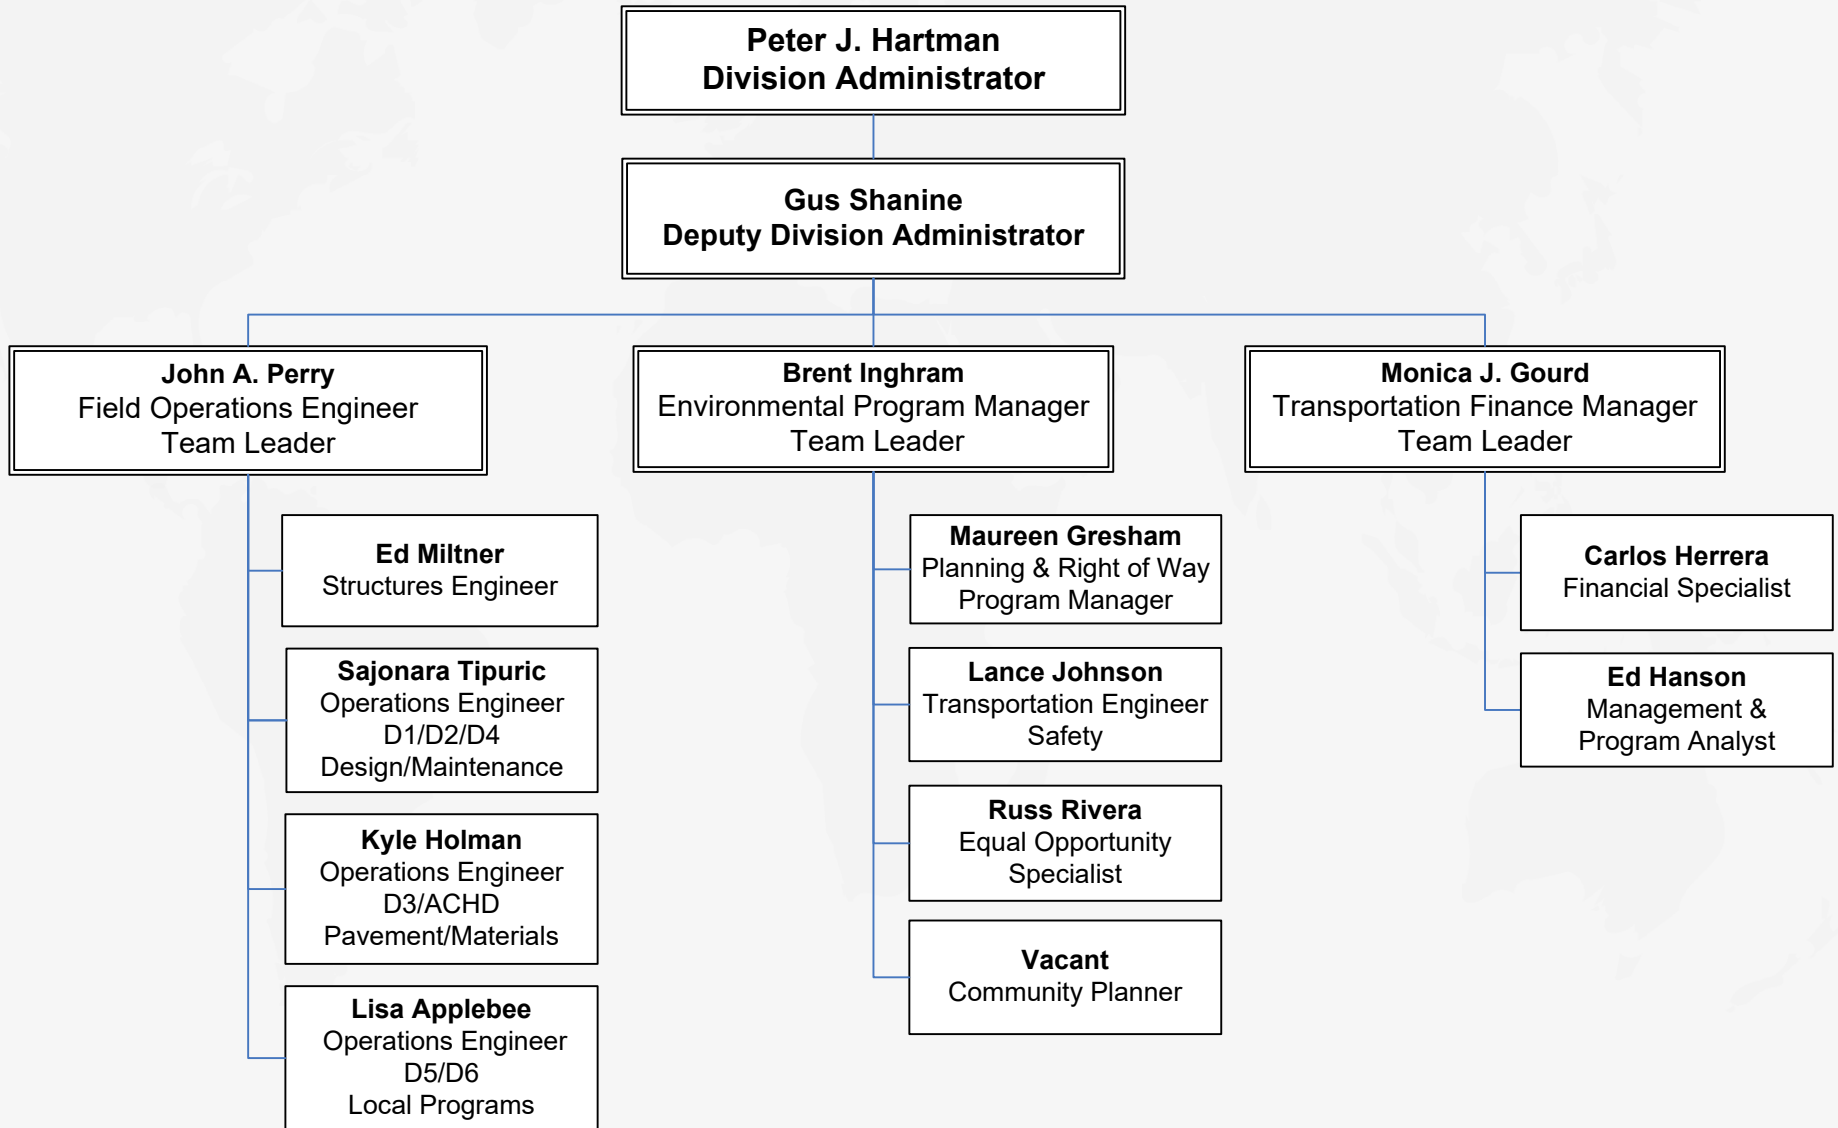 Peter J. Hartman
Division Administrator
Gus Shanine
Deputy Division Administrator
John A. Perry
Field Operations Engineer
Team Leader
Ed Miltner
Structures Engineer
Sajonara Tipuric
Operations Engineer
D1/D2/D4
Design/Maintenance
Kyle Holman
Operations Engineer
D3/ACHD
Pavement/Materials
Lisa Applebee
Operations Engineer
D5/D6
Local Programs
Brent Inghram
Environmental Program Manager
Team Leader
Maureen Gresham
Planning & Right of Way
Program Manager
Lance Johnson
Transportation Engineer
Safety
Russ Rivera
Equal Opportunity
Specialist
Vacant
Community Planner
Monica J. Gourd
Transportation Finance Manager
Team Leader
Carlos Herrera
Financial Specialist
Ed Hanson
Management &
Program Analyst